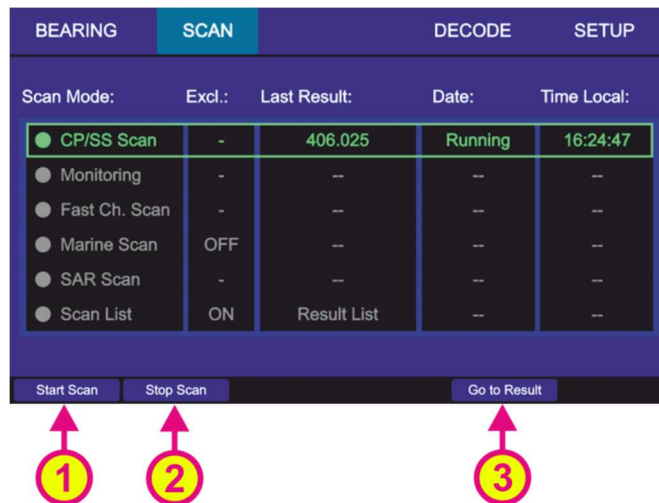 BEARING SCAN DECODE SETUP
Scan Mode: Excl.: Last Result: Date: Time Local:
CP/SS Scan - 406.025 Running 16:24:47
Monitoring - -- -- --
Fast Ch. Scan - -- -- --
Marine Scan OFF -- -- --
SAR Scan - -- -- --
Scan List ON Result List -- --
Start Scan Stop Scan Go to Result
1 2 3